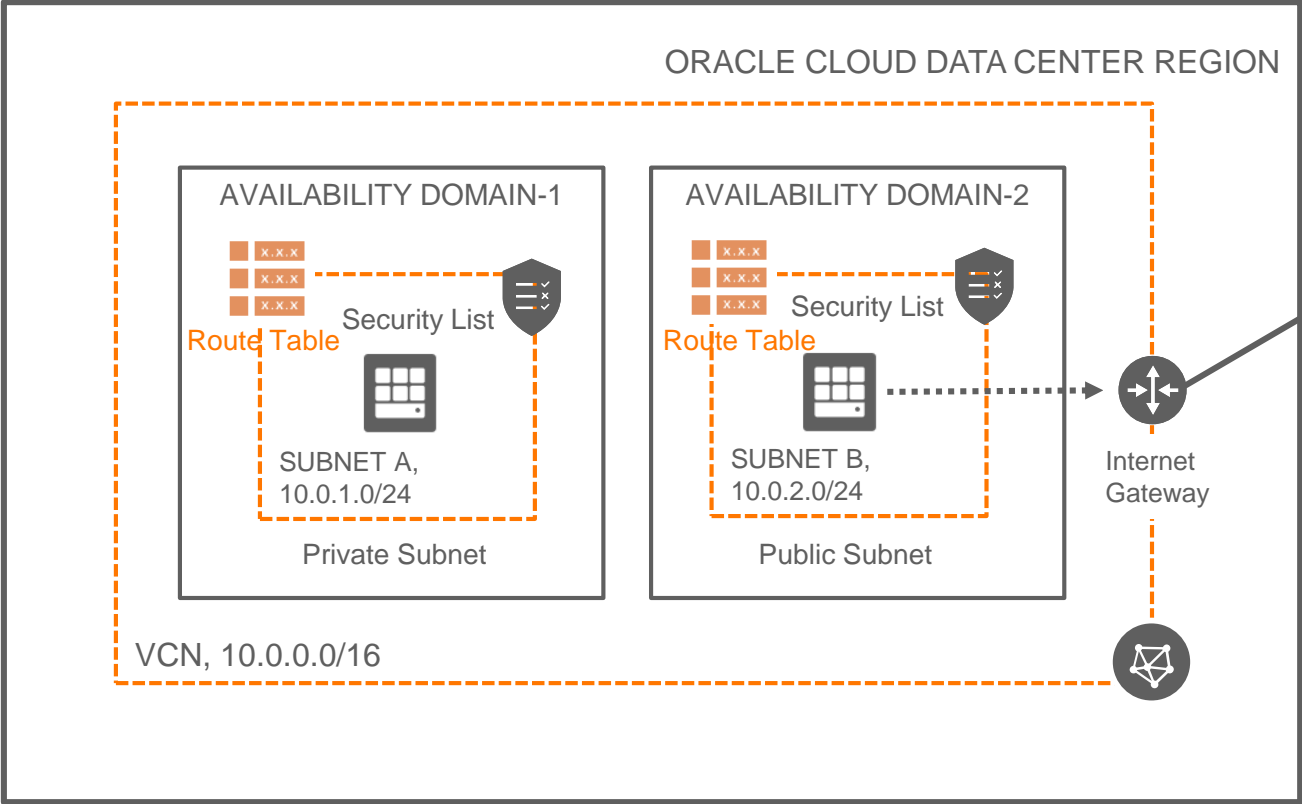 ORACLE CLOUD DATA CENTER REGION
AVAILABILITY DOMAIN-1
x.x.x
x.x.x
x.x.x
Security List
Route Table
SUBNET A,
10.0.1.0/24
Private Subnet
AVAILABILITY DOMAIN-2
x.x.x
x.x.x
x.x.x
Security List
Route Table
SUBNET B,
10.0.2.0/24
Public Subnet
Internet
Gateway
VCN, 10.0.0.0/16